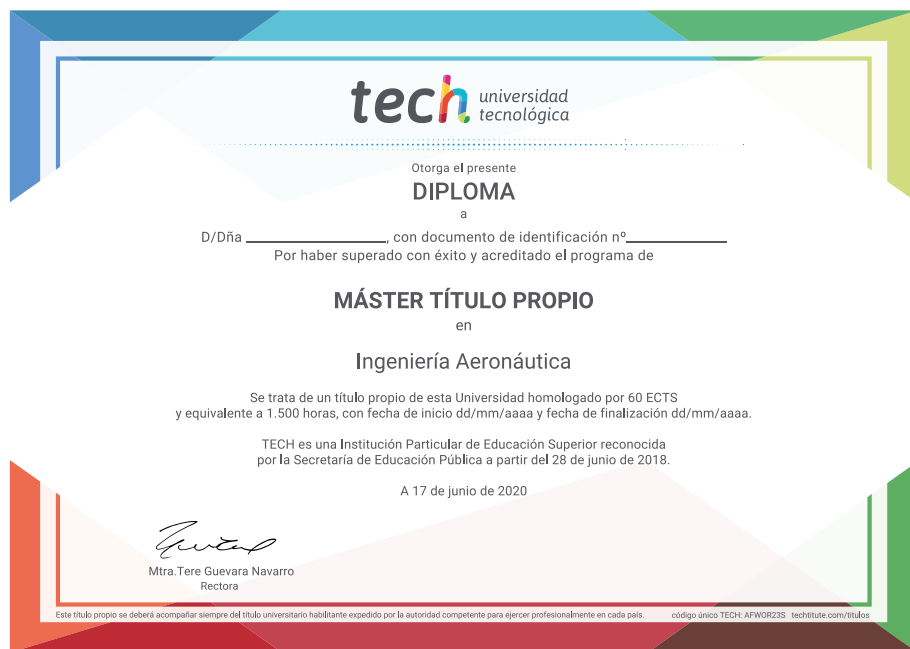 tech universidad
tecnológica
Otorga el presente
DIPLOMA
a
D/Dña ______________, con documento de identificación nº__________
Por haber superado con éxito y acreditado el programa de
MÁSTER TÍTULO PROPIO
en
Ingeniería Aeronáutica
Se trata de un título propio de esta Universidad homologado por 60 ECTS
y equivalente a 1.500 horas, con fecha de inicio dd/mm/aaaa y fecha de finalización dd/mm/aaaa.
TECH es una Institución Particular de Educación Superior reconocida
por la Secretaría de Educación Pública a partir del 28 de junio de 2018.
A 17 de junio de 2020
Mtra.Tere Guevara Navarro
Rectora
Este título propio se deberá acompañar siempre del título universitario habilitante expedido por la autoridad competente para ejercer profesionalmente en cada país. código único TECH: AFWOR23S techtitute.com/titulos